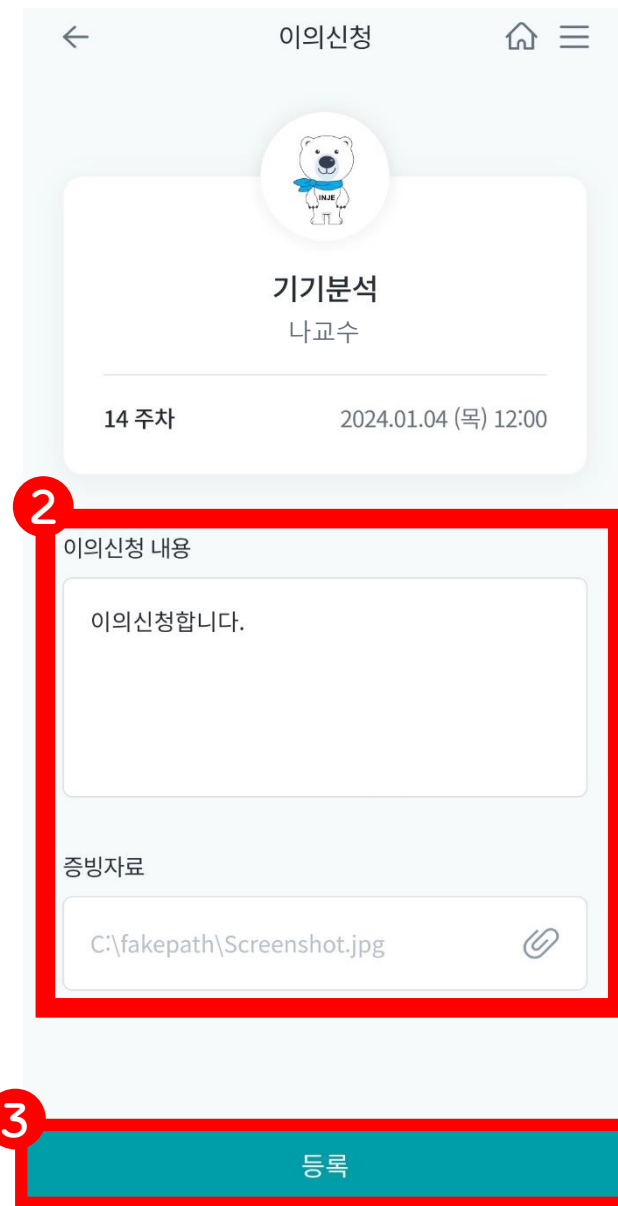 이의신청
INJE
기기분석
나교수
14 주차 2024.01.04 (목) 12:00
2
이의신청 내용
이의신청합니다.
증빙자료
C:\fakepath\Screenshot.jpg
3
등록